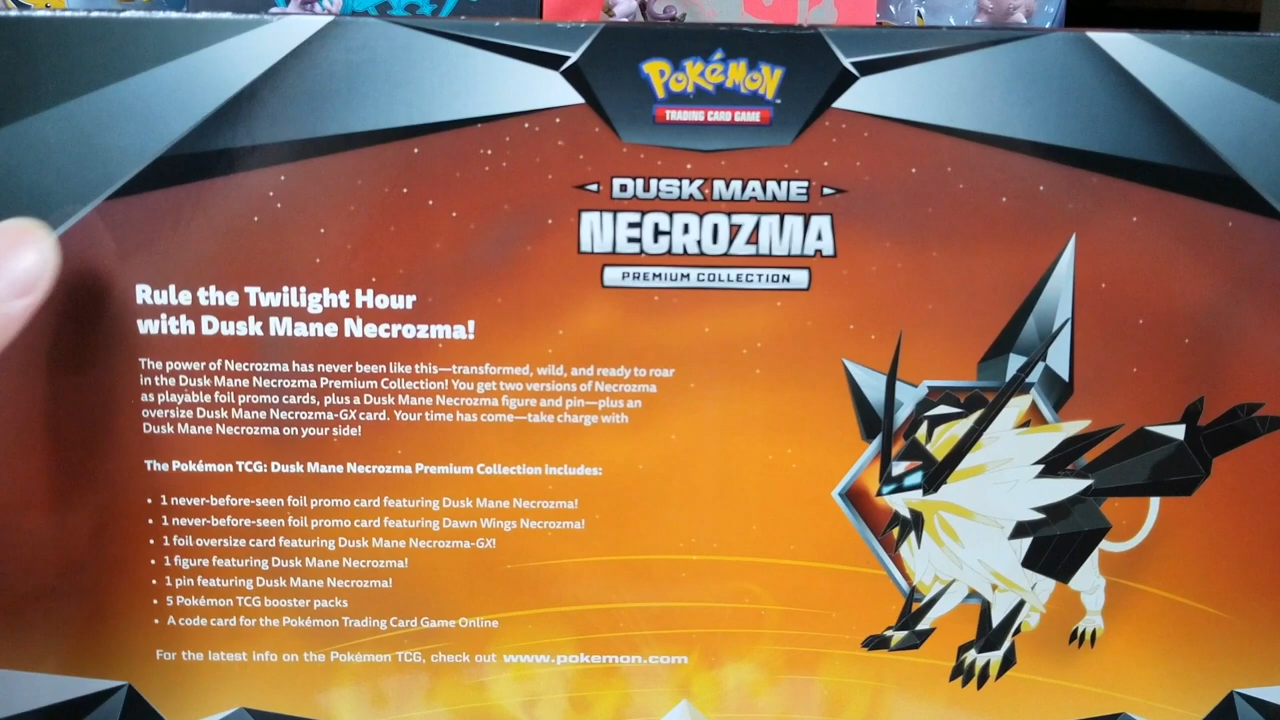 POKéMON
TRADING CARD GAME
DUSK MANE
NECROZMA
PREMIUM COLLECTION
Rule the Twilight Hour
with Dusk Mane Necrozma!
The power of Necrozma has never been like this—transformed, wild, and ready to roar
in the Dusk Mane Necrozma Premium Collection! You get two versions of Necrozma
as playable foil promo cards, plus a Dusk Mane Necrozma figure and pin—plus an
oversize Dusk Mane Necrozma-GX card. Your time has come—take charge with
Dusk Mane Necrozma on your side!
The Pokémon TCG: Dusk Mane Necrozma Premium Collection includes:
• 1 never-before-seen foil promo card featuring Dusk Mane Necrozma!
• 1 never-before-seen foil promo card featuring Dawn Wings Necrozma!
• 1 foil oversize card featuring Dusk Mane Necrozma-GX!
• 1 figure featuring Dusk Mane Necrozma!
• 1 pin featuring Dusk Mane Necrozma!
• 5 Pokémon TCG booster packs
• A code card for the Pokémon Trading Card Game Online
For the latest info on the Pokémon TCG, check out www.pokemon.com